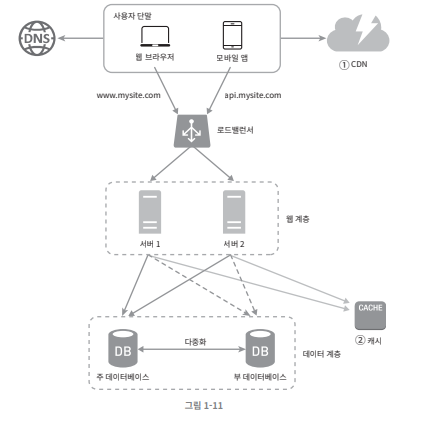 사용자 단말
DNS
웹 브라우저
모바일 앱
① CDN
www.mysite.com
api.mysite.com
로드밸런서
웹 계층
서버 1
서버 2
CACHE
② 캐시
다중화
DB
DB
데이터 계층
주 데이터베이스
부 데이터베이스
그림 1-11